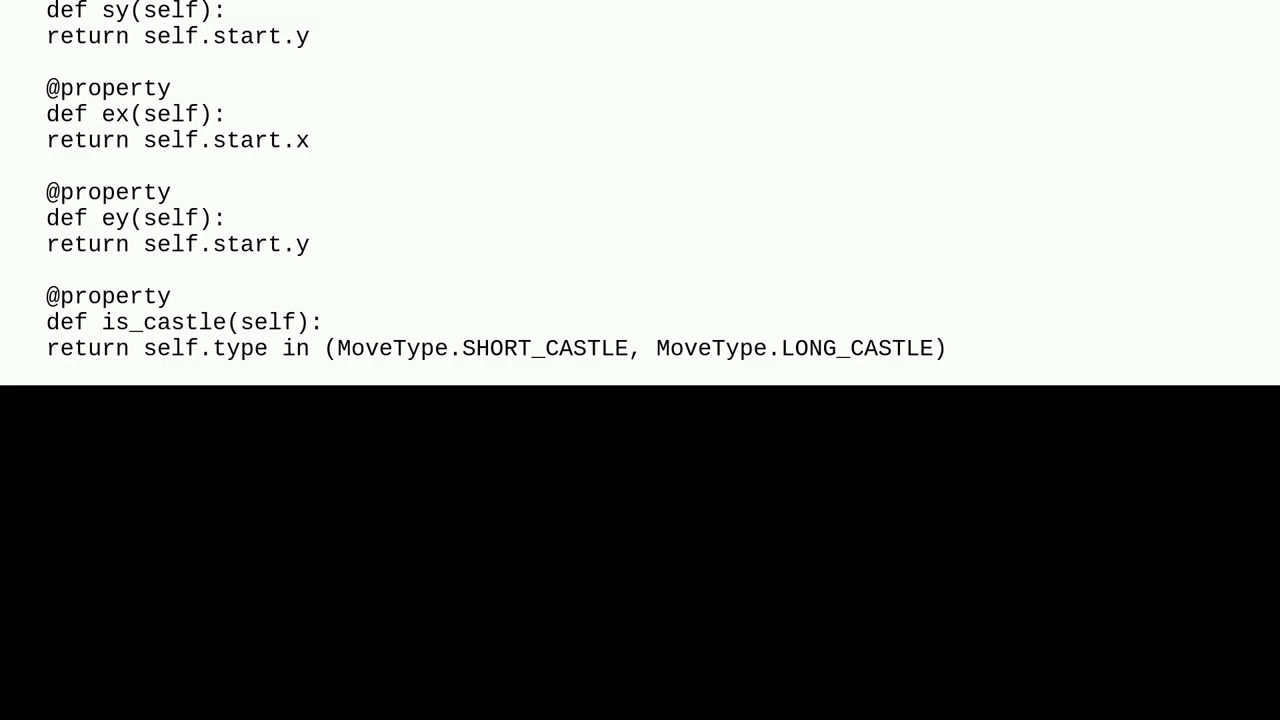 def sy(self):
return self.start.y
@property
def ex(self):
return self.start.x
@property
def ey(self):
return self.start.y
@property
def is_castle(self):
return self.type in (MoveType.SHORT_CASTLE, MoveType.LONG_CASTLE)